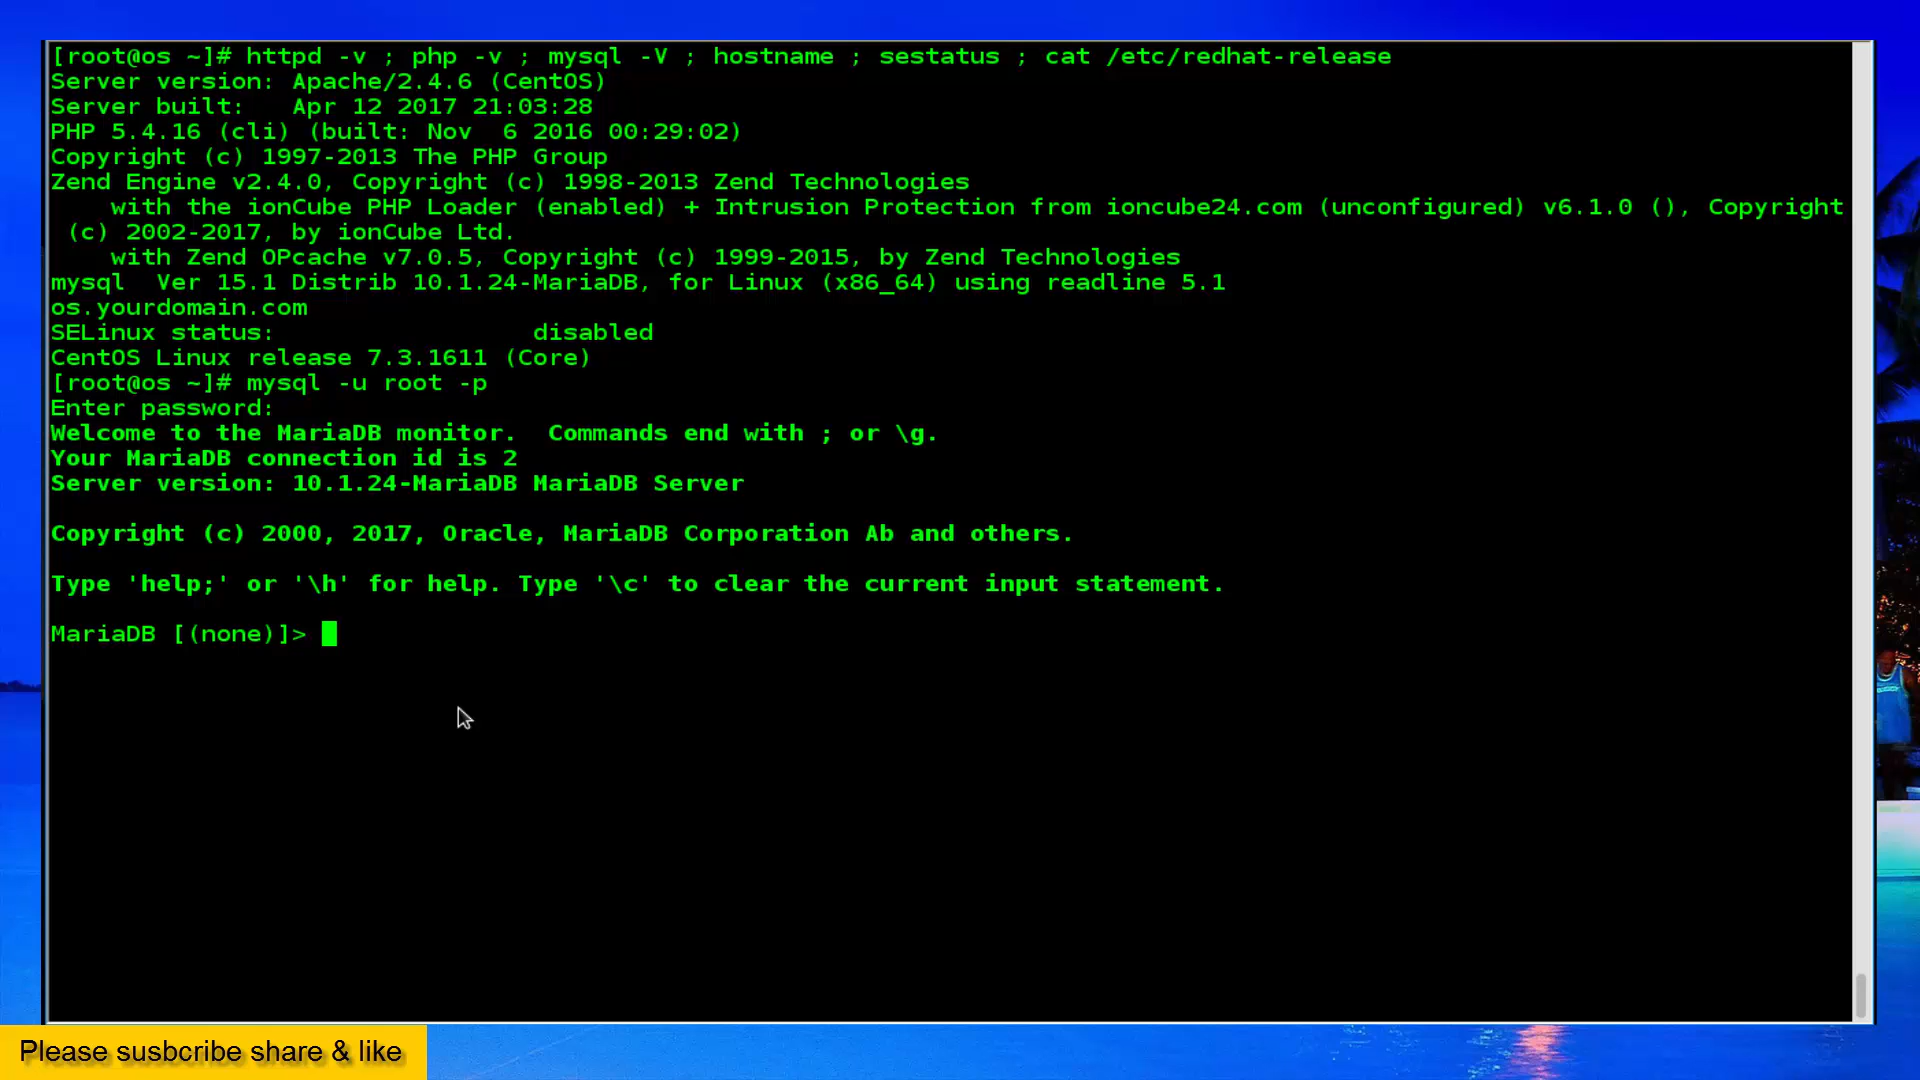 [root@os ~]# httpd -v ; php -v ; mysql -V ; hostname ; sestatus ; cat /etc/redhat-release
Server version: Apache/2.4.6 (CentOS)
Server built:   Apr 12 2017 21:03:28
PHP 5.4.16 (cli) (built: Nov  6 2016 00:29:02)
Copyright (c) 1997-2013 The PHP Group
Zend Engine v2.4.0, Copyright (c) 1998-2013 Zend Technologies
    with the ionCube PHP Loader (enabled) + Intrusion Protection from ioncube24.com (unconfigured) v6.1.0 (), Copyright
 (c) 2002-2017, by ionCube Ltd.
    with Zend OPcache v7.0.5, Copyright (c) 1999-2015, by Zend Technologies
mysql  Ver 15.1 Distrib 10.1.24-MariaDB, for Linux (x86_64) using readline 5.1
os.yourdomain.com
SELinux status:                 disabled
CentOS Linux release 7.3.1611 (Core)
[root@os ~]# mysql -u root -p
Enter password:
Welcome to the MariaDB monitor.  Commands end with ; or \g.
Your MariaDB connection id is 2
Server version: 10.1.24-MariaDB MariaDB Server
Copyright (c) 2000, 2017, Oracle, MariaDB Corporation Ab and others.
Type 'help;' or '\h' for help. Type '\c' to clear the current input statement.
MariaDB [(none)]>
Please susbcribe share & like